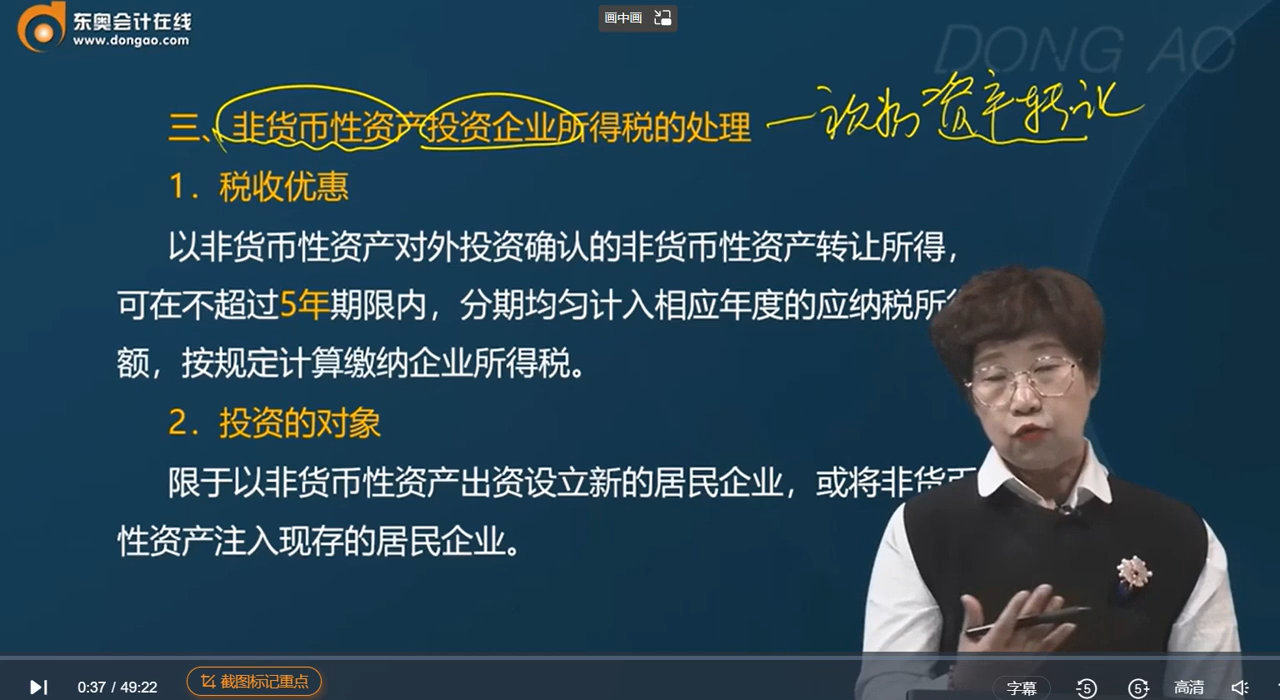 东奥会计在线
www.dongao.com
画中画
DONG AO
三、非货币性资产投资企业所得税的处理
一视为资产转让
1．税收优惠
以非货币性资产对外投资确认的非货币性资产转让所得，
可在不超过5年期限内，分期均匀计入相应年度的应纳税所
额，按规定计算缴纳企业所得税。
2．投资的对象
限于以非货币性资产出资设立新的居民企业，或将非货币
性资产注入现存的居民企业。
0:37 / 49:22
截图标记重点
字幕
5
5
高清